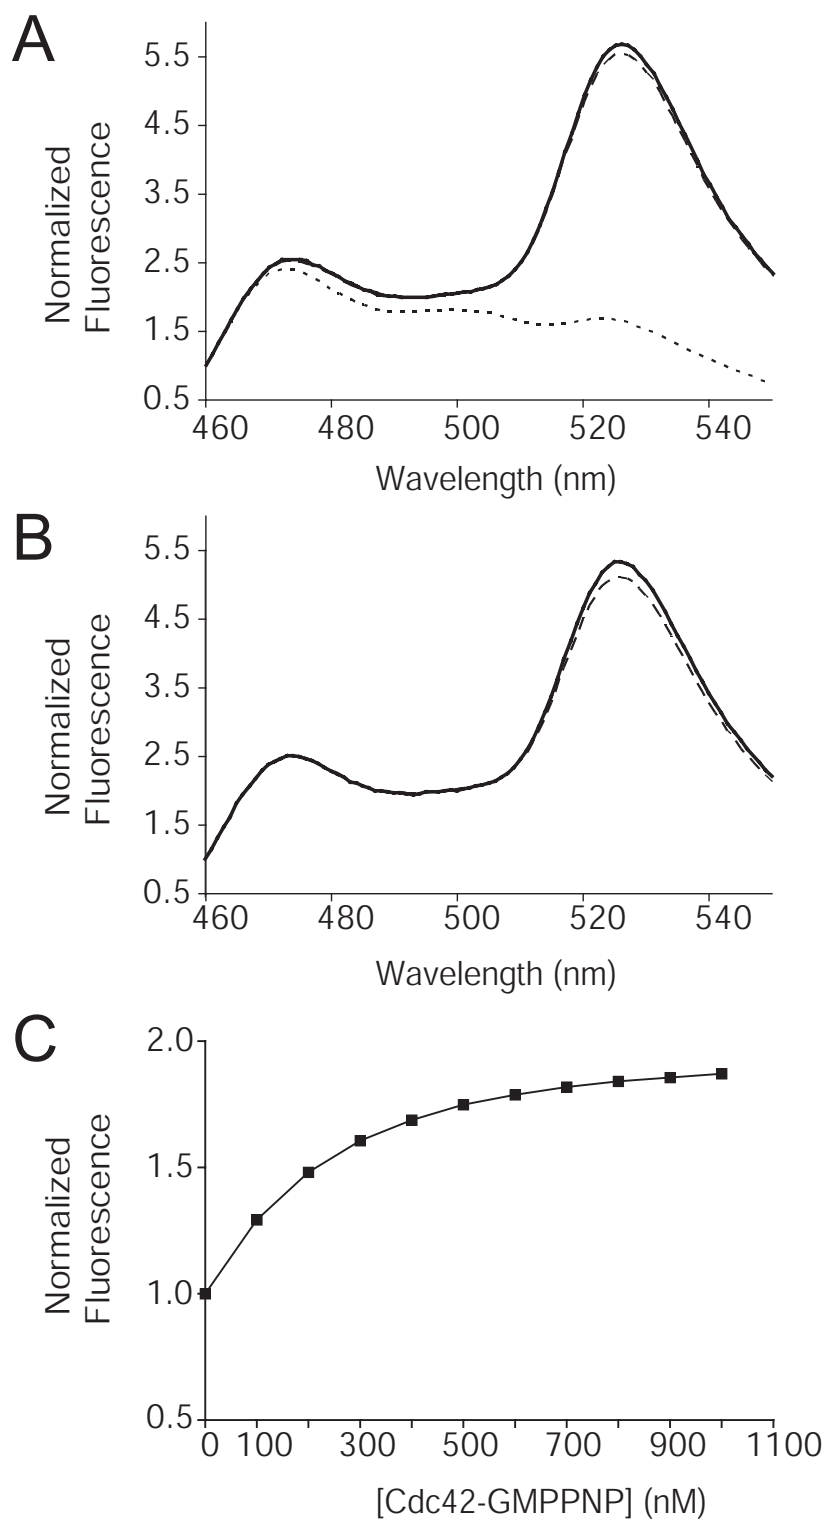 A
Normalized
Fluorescence
5.5
4.5
3.5
2.5
1.5
0.5
460 480 500 520 540
Wavelength (nm)
B
Normalized
Fluorescence
5.5
4.5
3.5
2.5
1.5
0.5
460 480 500 520 540
Wavelength (nm)
C
Normalized
Fluorescence
2.0
1.5
1.0
0.5
0 100 300 500 700 900 1100
[Cdc42-GMPPNP] (nM)